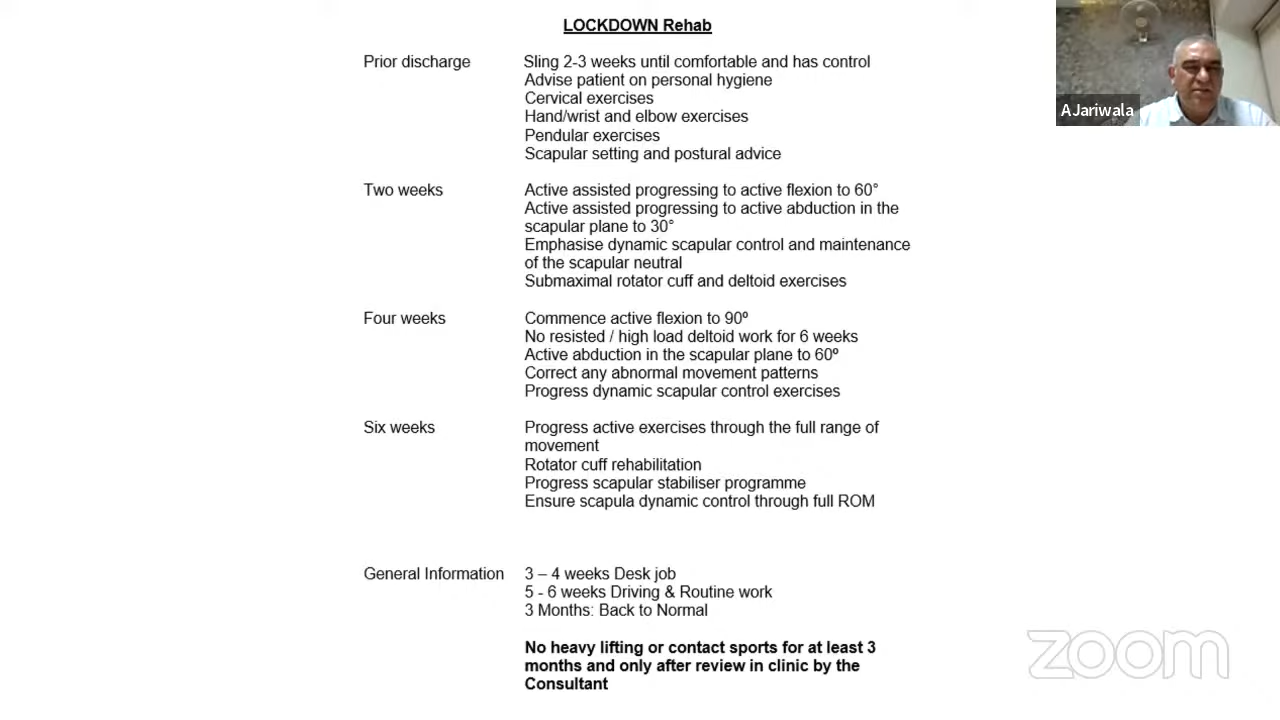 LOCKDOWN Rehab
A Jariwala
Prior discharge
Sling 2-3 weeks until comfortable and has control
Advise patient on personal hygiene
Cervical exercises
Hand/wrist and elbow exercises
Pendular exercises
Scapular setting and postural advice
Two weeks
Active assisted progressing to active flexion to 60°
Active assisted progressing to active abduction in the
scapular plane to 30°
Emphasise dynamic scapular control and maintenance
of the scapular neutral
Submaximal rotator cuff and deltoid exercises
Four weeks
Commence active flexion to 90º
No resisted / high load deltoid work for 6 weeks
Active abduction in the scapular plane to 60º
Correct any abnormal movement patterns
Progress dynamic scapular control exercises
Six weeks
Progress active exercises through the full range of
movement
Rotator cuff rehabilitation
Progress scapular stabiliser programme
Ensure scapula dynamic control through full ROM
General Information
3 – 4 weeks Desk job
5 - 6 weeks Driving & Routine work
3 Months: Back to Normal
No heavy lifting or contact sports for at least 3
months and only after review in clinic by the
Consultant
zoom